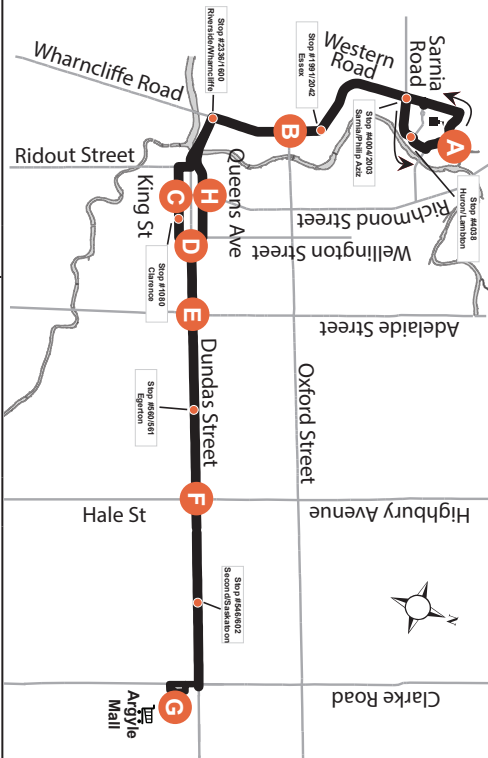 Sarnia
Road
Western
Road
Wharncliffe Road
Stop #2336/1600
Riverside/Wharncliffe
Stop #1991/2042
Essex
Stop #4004/2003
Sarnia/Philip Aziz
Stop #4038
Huron/Lambton
A
B
Ridout Street
Queens Ave
Richmond Street
King St
C
H
Wellington Street
D
Stop #1080
Clarence
E
Adelaide Street
Dundas Street
Oxford Street
Stop #560/561
Egerton
F
Hale St
Highbury Avenue
Stop #546/602
Second/Saskatoon
N
Clarke Road
G
Argyle
Mall